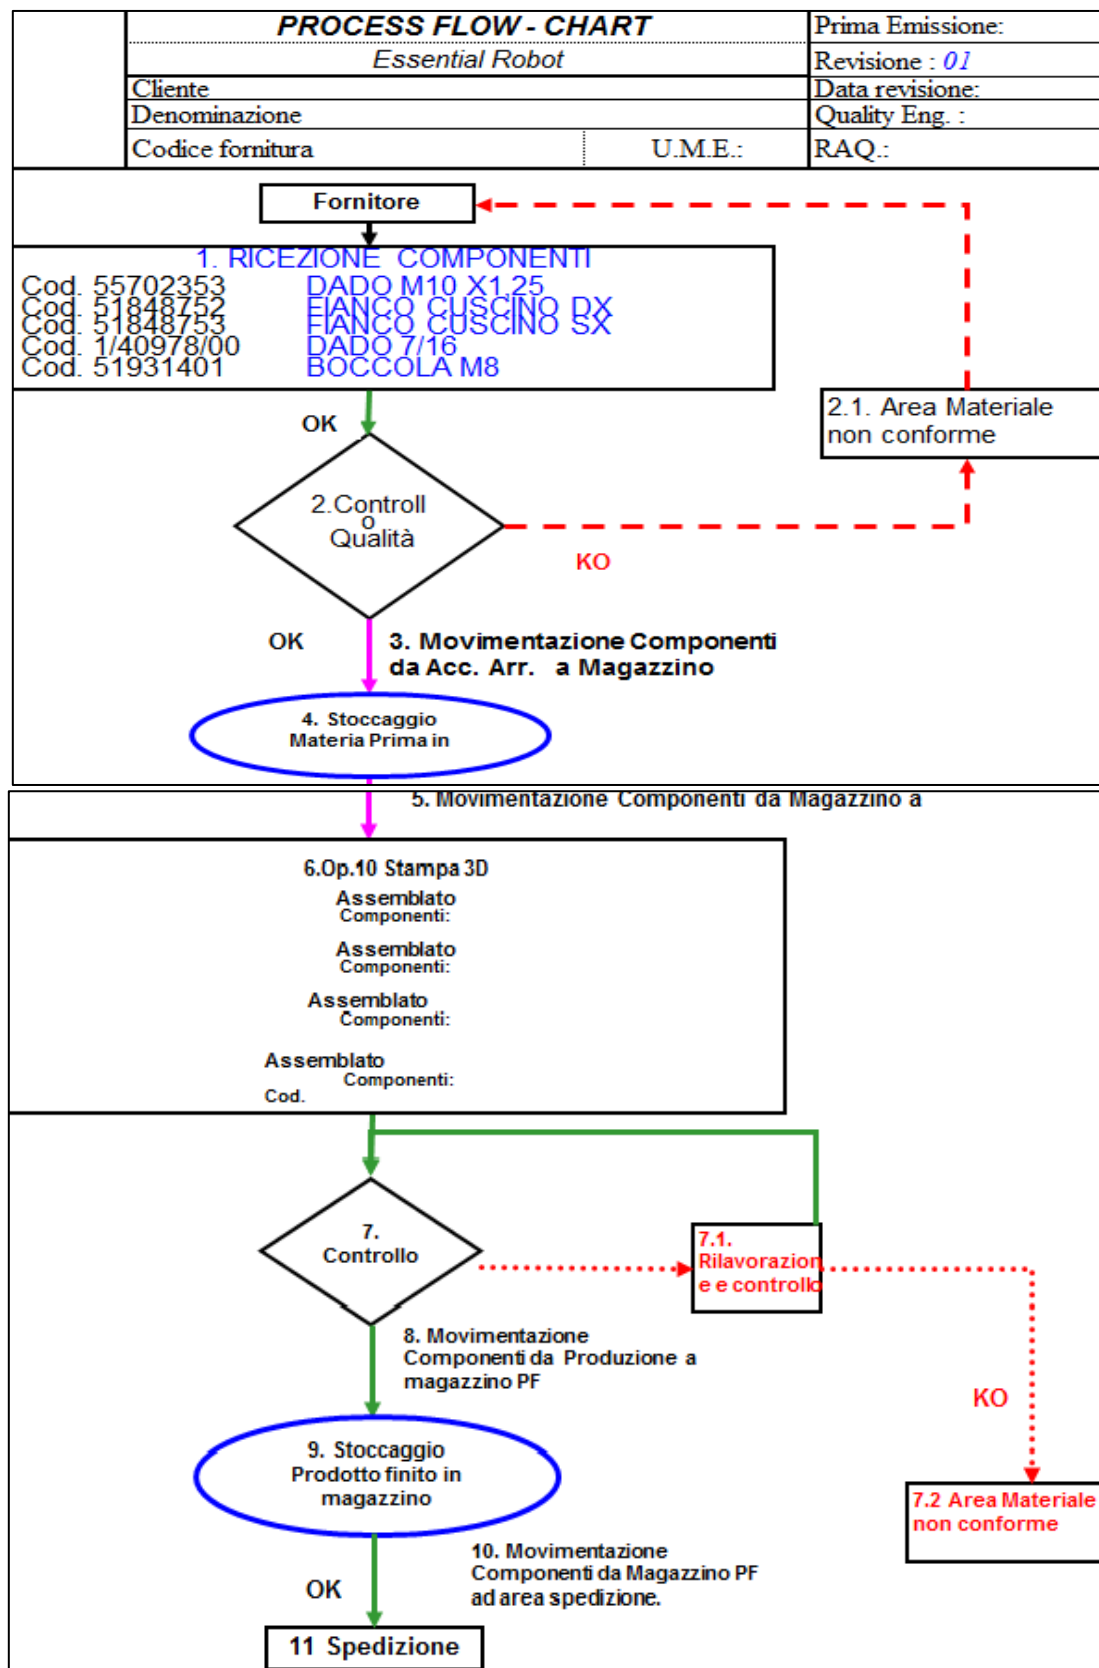 PROCESS FLOW - CHART
Prima Emissione:
Essential Robot
Revisione : 01
Cliente
Data revisione:
Denominazione
Quality Eng. :
Codice fornitura
U.M.E.:
RAQ.:
Fornitore
1. RICEZIONE COMPONENTI
Cod. 55702353 DADO M10 X1,25
Cod. 51848752 FIANCO CUSCINO DX
Cod. 51848753 FIANCO CUSCINO SX
Cod. 1/40978/00 DADO 7/16
Cod. 51931401 BOCCOLA M8
2.1. Area Materiale
non conforme
OK
2.Controll
o
Qualità
KO
OK
3. Movimentazione Componenti
da Acc. Arr. a Magazzino
4. Stoccaggio
Materia Prima in
5. Movimentazione Componenti da Magazzino a
6.Op.10 Stampa 3D
Assemblato
Componenti:
Assemblato
Componenti:
Assemblato
Componenti:
Assemblato
Componenti:
Cod.
7.
Controllo
7.1.
Rilavorazion
e e controllo
8. Movimentazione
Componenti da Produzione a
magazzino PF
KO
9. Stoccaggio
Prodotto finito in
magazzino
7.2 Area Materiale
non conforme
10. Movimentazione
Componenti da Magazzino PF
ad area spedizione.
OK
11 Spedizione